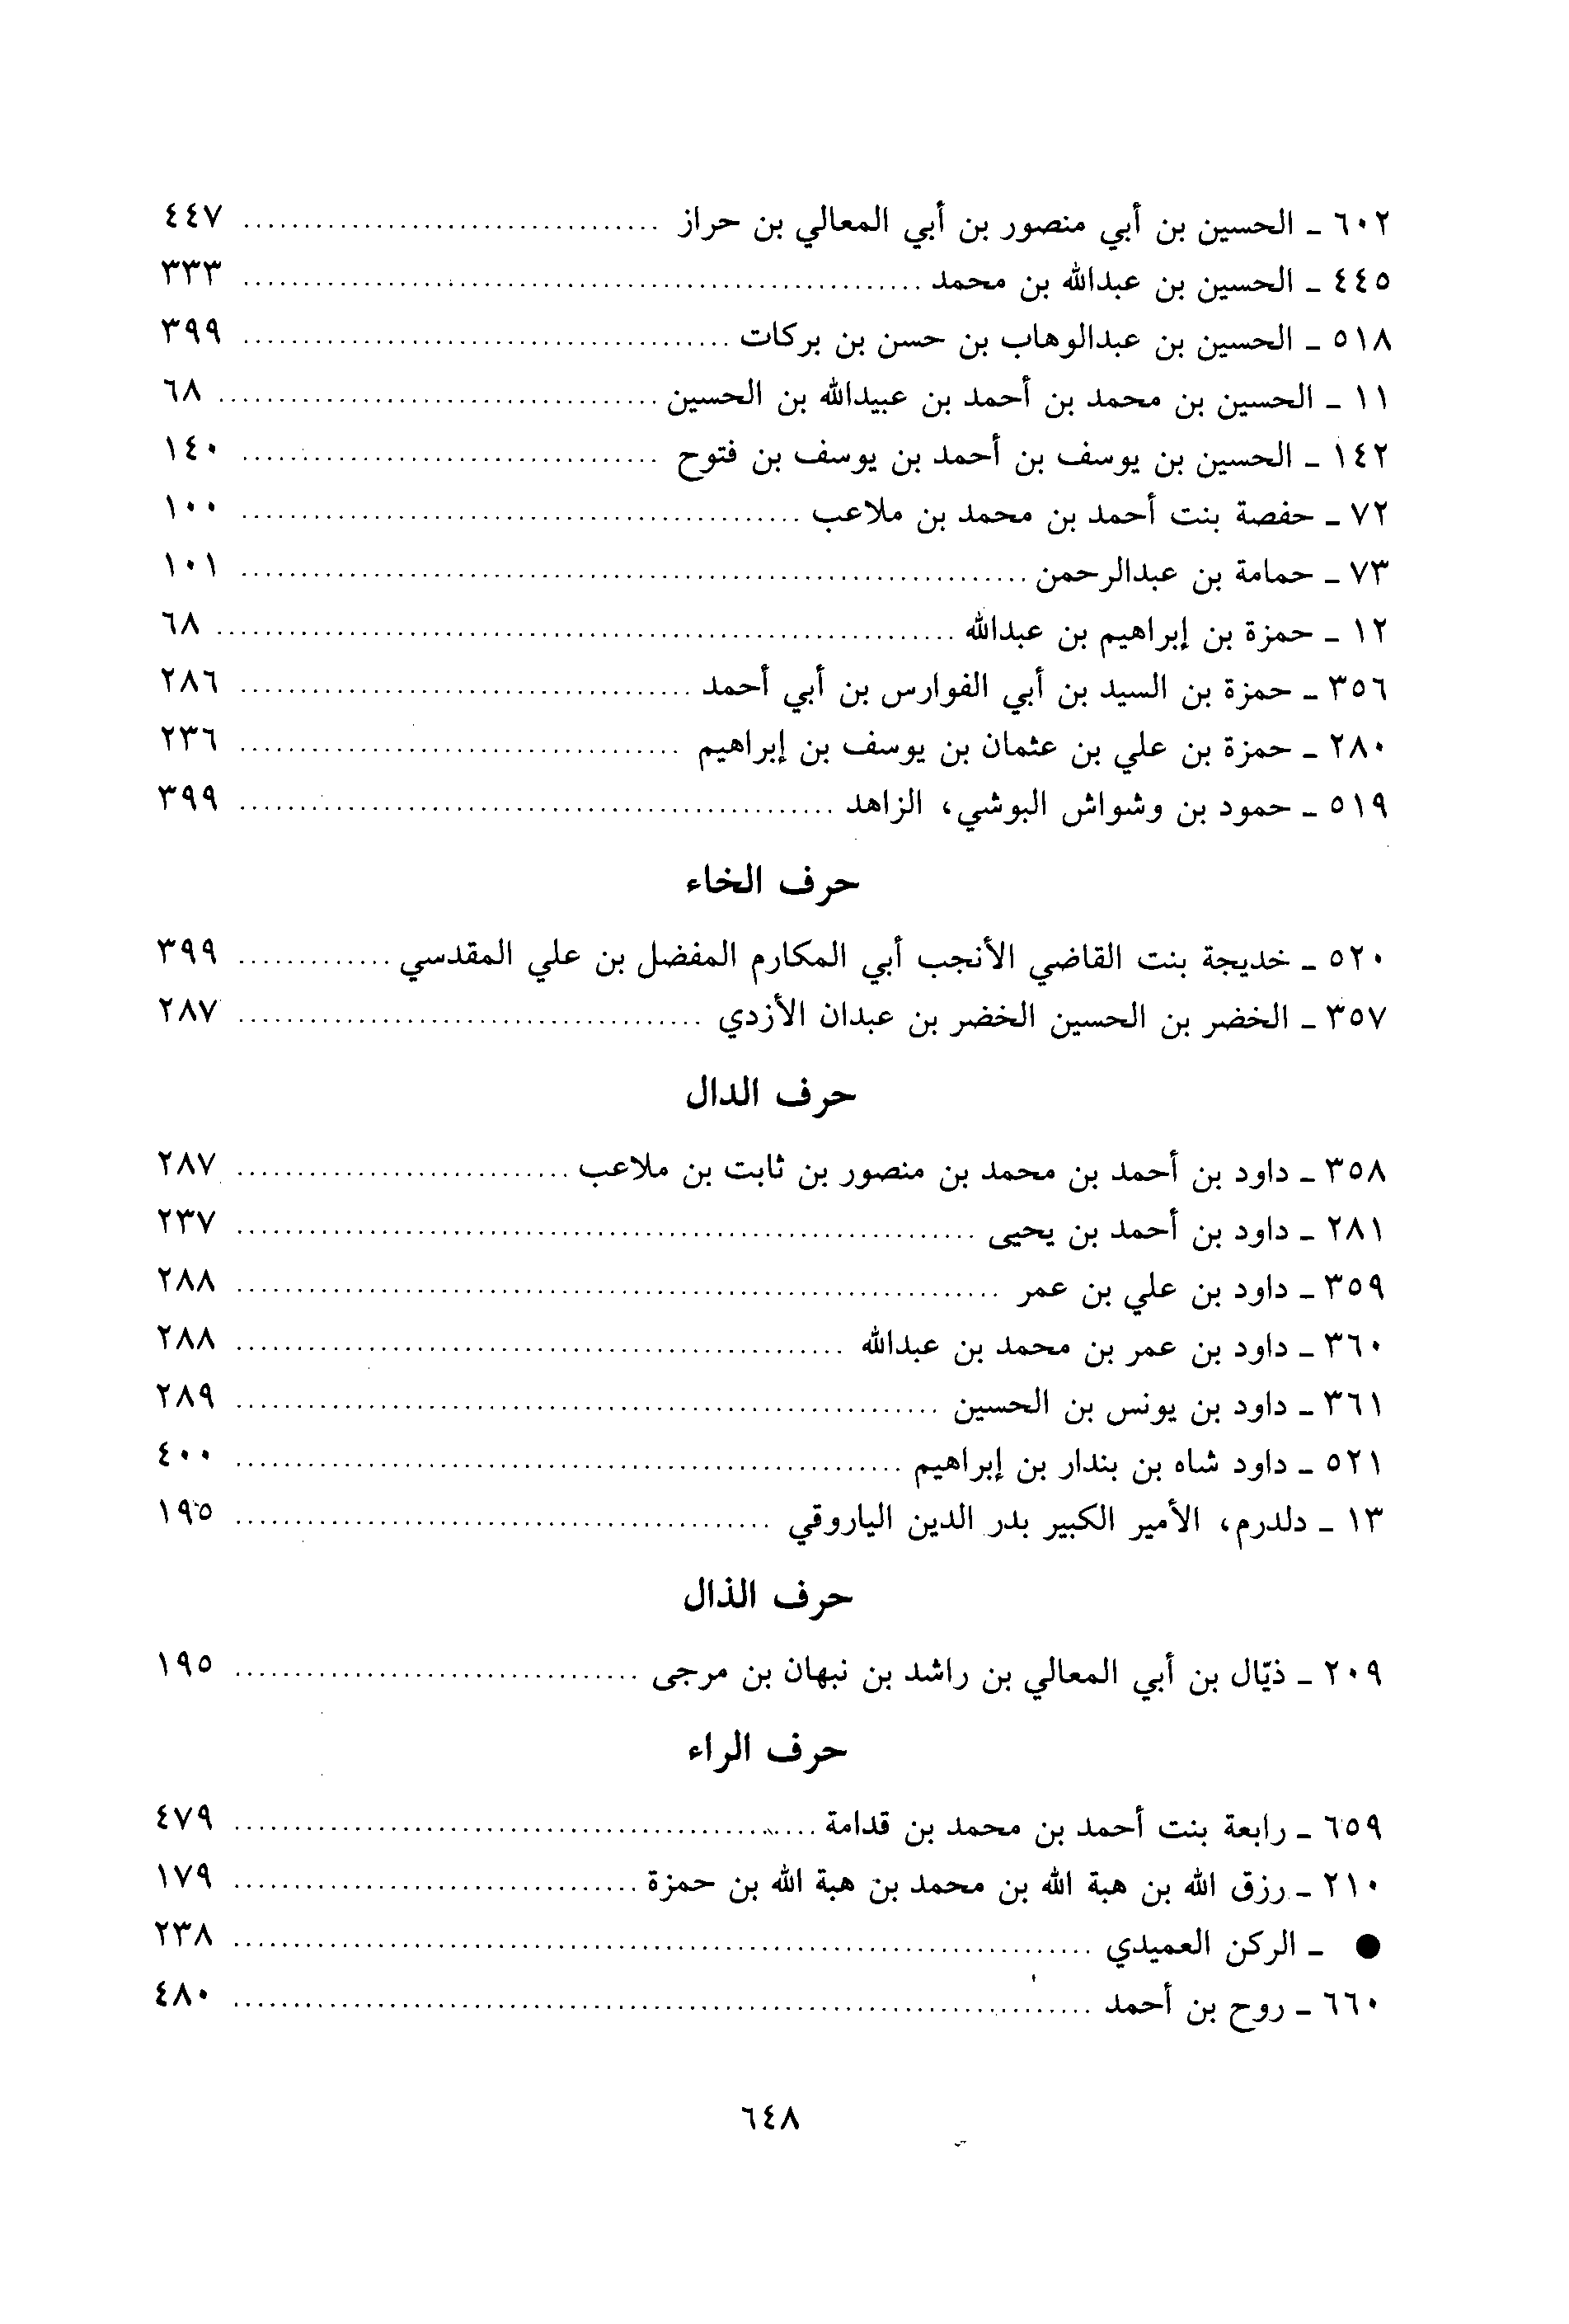 ٦٠٢ - الحسين بن أبي منصور بن أبي المعالي بن حراز ........ ٤٤٧
٤٤٥ - الحسين بن عبدالله بن محمد ........ ٣٣٣
٥١٨ - الحسين بن عبدالوهاب بن حسن بن بركات ........ ٣٩٩
١١ - الحسين بن محمد بن أحمد بن عبيدالله بن الحسين ........ ٦٨
١٤٢ - الحسين بن يوسف بن أحمد بن يوسف بن فتوح ........ ١٤٠
٧٢ - حفصة بنت أحمد بن محمد بن ملاعب ........ ١٠٠
٧٣ - حمامة بن عبدالرحمن ........ ١٠١
١٢ - حمزة بن إبراهيم بن عبدالله ........ ٦٨
٣٥٦ - حمزة بن السيد بن أبي الفوارس بن أبي أحمد ........ ٢٨٦
٢٨٠ - حمزة بن علي بن عثمان بن يوسف بن إبراهيم ........ ٢٣٦
٥١٩ - حمود بن وشواش البوشي، الزاهد ........ ٣٩٩
حرف الخاء
٥٢٠ - خديجة بنت القاضي الأنجب أبي المكارم المفضل بن علي المقدسي ........ ٣٩٩
٣٥٧ - الخضر بن الحسين الخضر بن عبدان الأزدي ........ ٢٨٧
حرف الدال
٣٥٨ - داود بن أحمد بن محمد بن منصور بن ثابت بن ملاعب ........ ٢٨٧
٢٨١ - داود بن أحمد بن يحيى ........ ٢٣٧
٣٥٩ - داود بن علي بن عمر ........ ٢٨٨
٣٦٠ - داود بن عمر بن محمد بن عبدالله ........ ٢٨٨
٣٦١ - داود بن يونس بن الحسين ........ ٢٨٩
٥٢١ - داود شاه بن بندار بن إبراهيم ........ ٤٠٠
١٣ - دلدرم، الأمير الكبير بدر الدين الياروقي ........ ١٩٥
حرف الذال
٢٠٩ - ذيّال بن أبي المعالي بن راشد بن نبهان بن مرجى ........ ١٩٥
حرف الراء
٦٥٩ - رابعة بنت أحمد بن محمد بن قدامة ........ ٤٧٩
٢١٠ - رزق الله بن هبة الله بن محمد بن هبة الله بن حمزة ........ ١٧٩
● - الركن العميدي ........ ٢٣٨
٦٦٠ - روح بن أحمد ........ ٤٨٠
٦٤٨